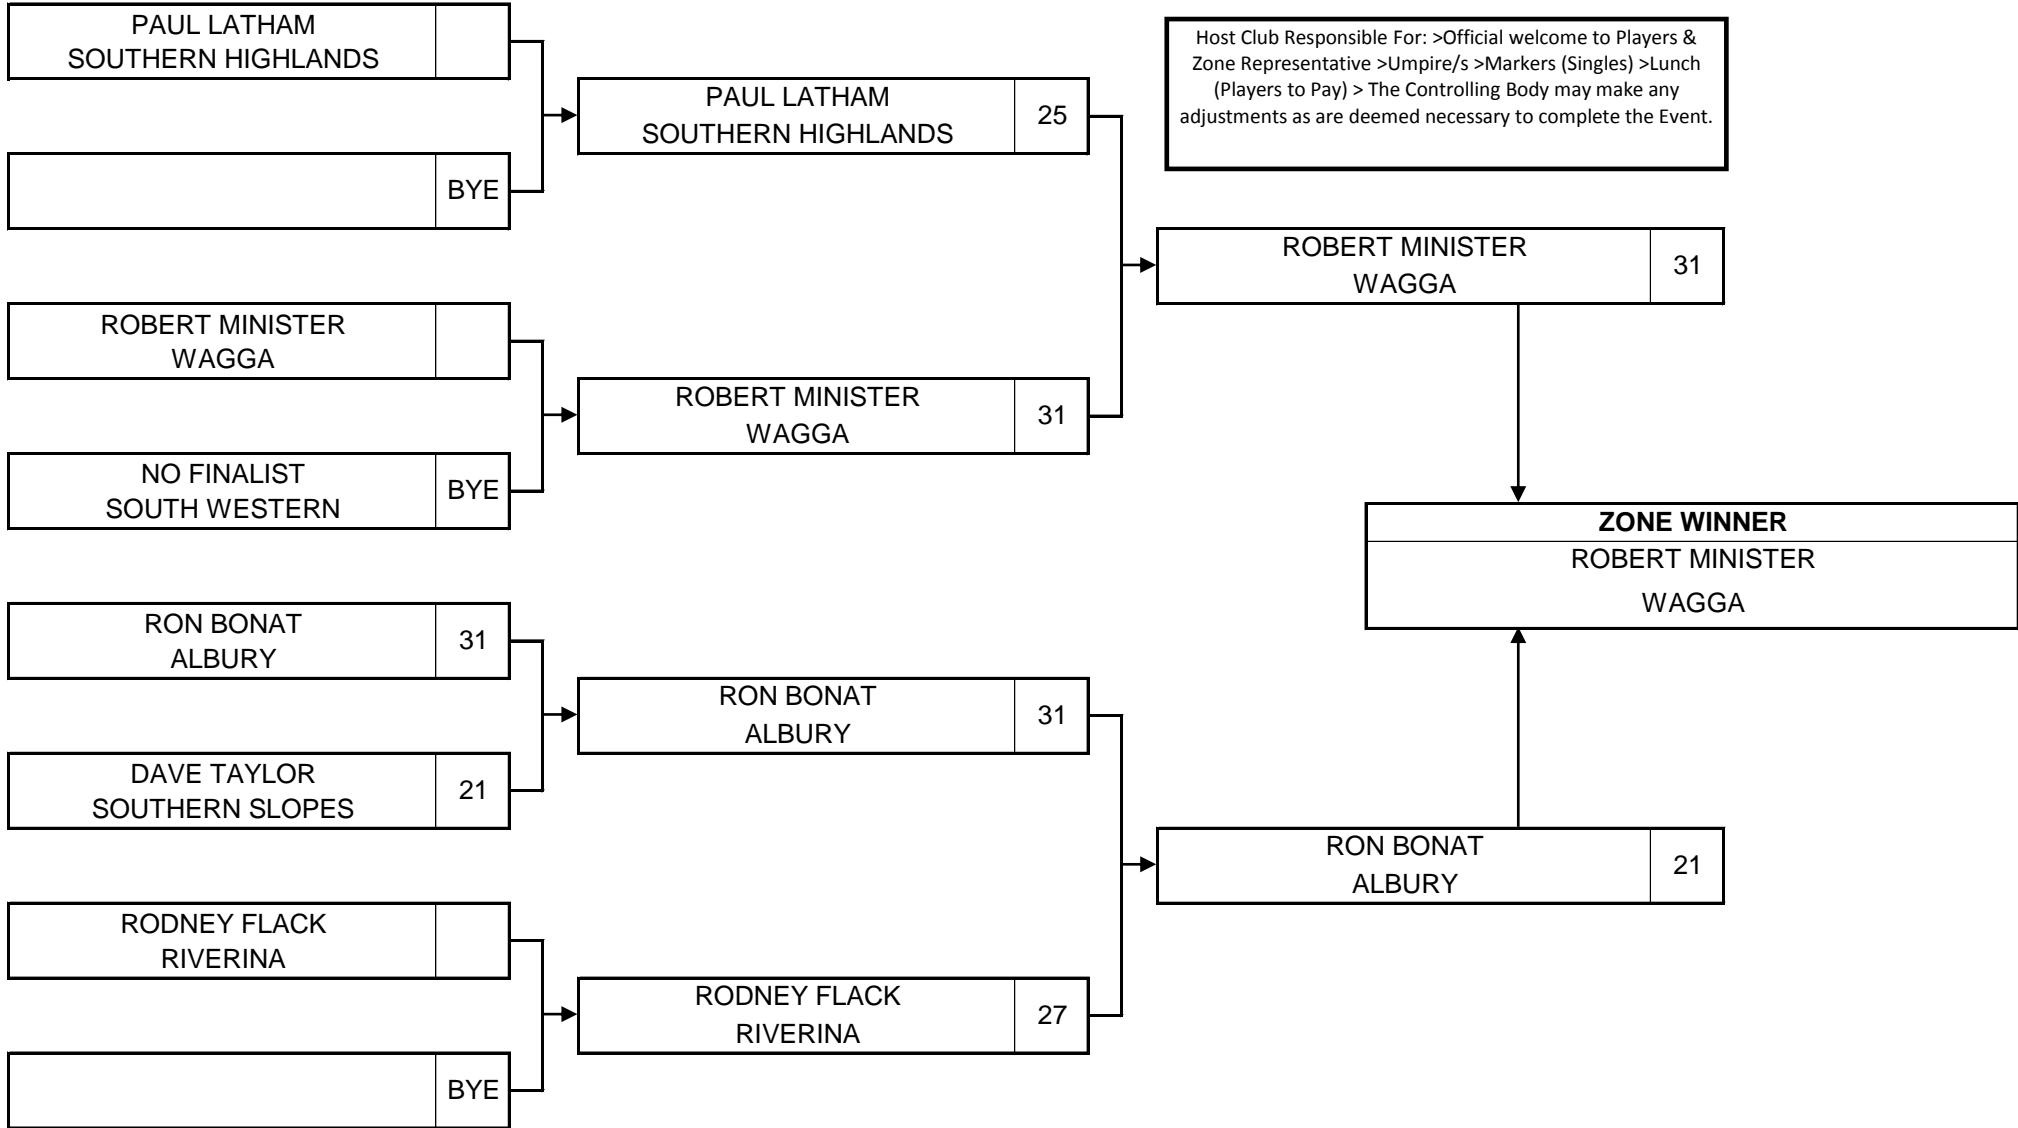 PAUL LATHAM
SOUTHERN HIGHLANDS
BYE
ROBERT MINISTER
WAGGA
NO FINALIST
SOUTH WESTERN
BYE
RON BONAT
ALBURY
31
DAVE TAYLOR
SOUTHERN SLOPES
21
RODNEY FLACK
RIVERINA
BYE
PAUL LATHAM
SOUTHERN HIGHLANDS
25
ROBERT MINISTER
WAGGA
31
RON BONAT
ALBURY
31
RODNEY FLACK
RIVERINA
27
Host Club Responsible For: >Official welcome to Players &
Zone Representative >Umpire/s >Markers (Singles) >Lunch
(Players to Pay) > The Controlling Body may make any
adjustments as are deemed necessary to complete the Event.
ROBERT MINISTER
WAGGA
31
RON BONAT
ALBURY
21
ZONE WINNER
ROBERT MINISTER
WAGGA